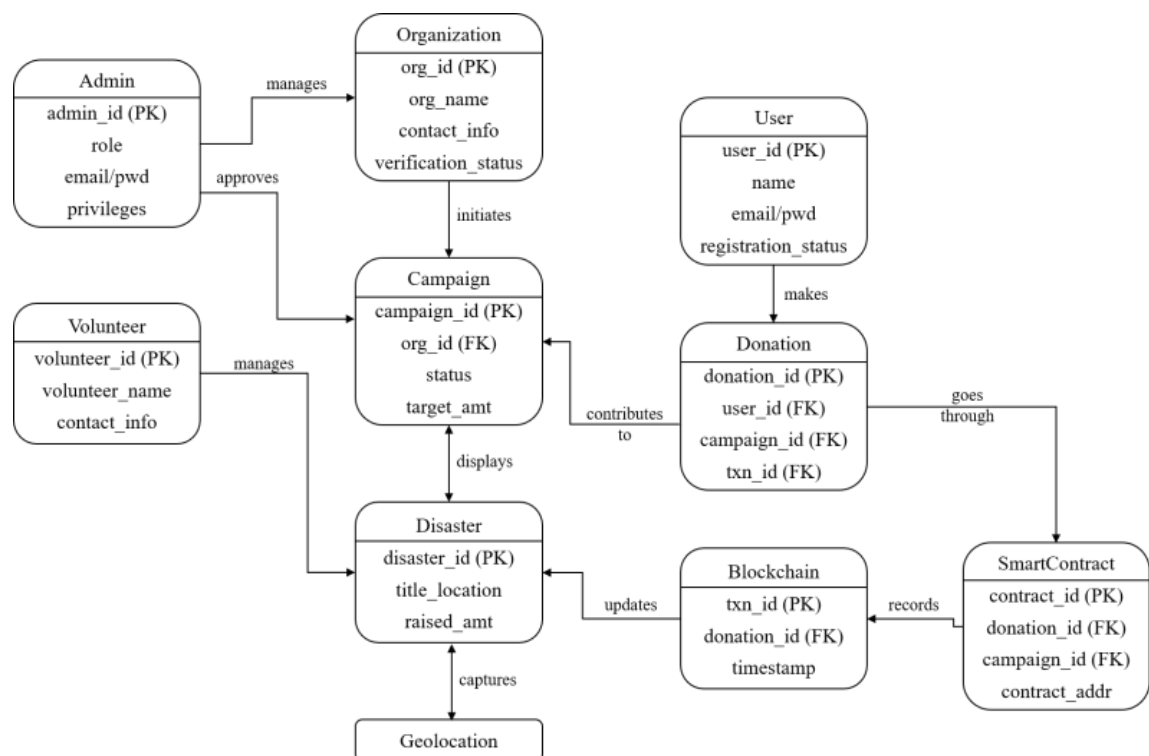 Organization
org_id (PK)
org_name
contact_info
verification_status
Admin
admin_id (PK)
role
email/pwd
privileges
manages
approves
initiates
User
user_id (PK)
name
email/pwd
registration_status
makes
Campaign
campaign_id (PK)
org_id (FK)
status
target_amt
Volunteer
volunteer_id (PK)
volunteer_name
contact_info
manages
Donation
donation_id (PK)
user_id (FK)
campaign_id (FK)
txn_id (FK)
contributes
to
goes
through
displays
Disaster
disaster_id (PK)
title_location
raised_amt
updates
Blockchain
txn_id (PK)
donation_id (FK)
timestamp
records
SmartContract
contract_id (PK)
donation_id (FK)
campaign_id (FK)
contract_addr
captures
Geolocation